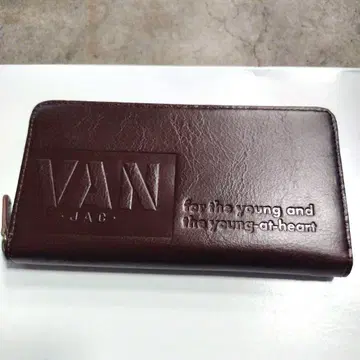 VAN
·JAC·
for the young and
the young-at-heart